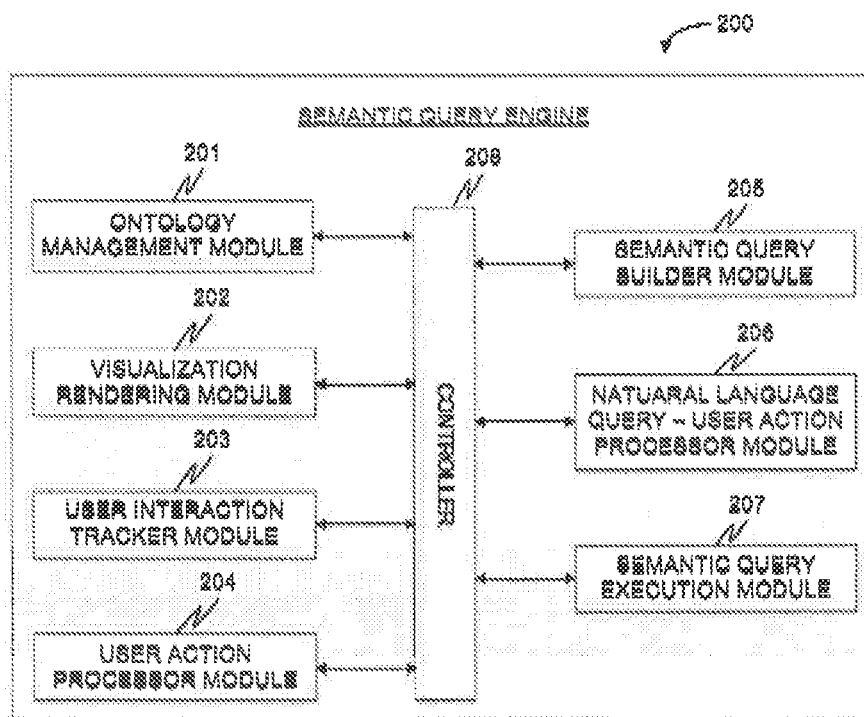 200
SEMANTIC QUERY ENGINE
201
ONTOLOGY
MANAGEMENT MODULE
202
VISUALIZATION
RENDERING MODULE
203
USER INTERACTION
TRACKER MODULE
204
USER ACTION
PROCESSOR MODULE
208
CONTROLLER
205
SEMANTIC QUERY
BUILDER MODULE
206
NATUARAL LANGUAGE
QUERY – USER ACTION
PROCESSOR MODULE
207
SEMANTIC QUERY
EXECUTION MODULE